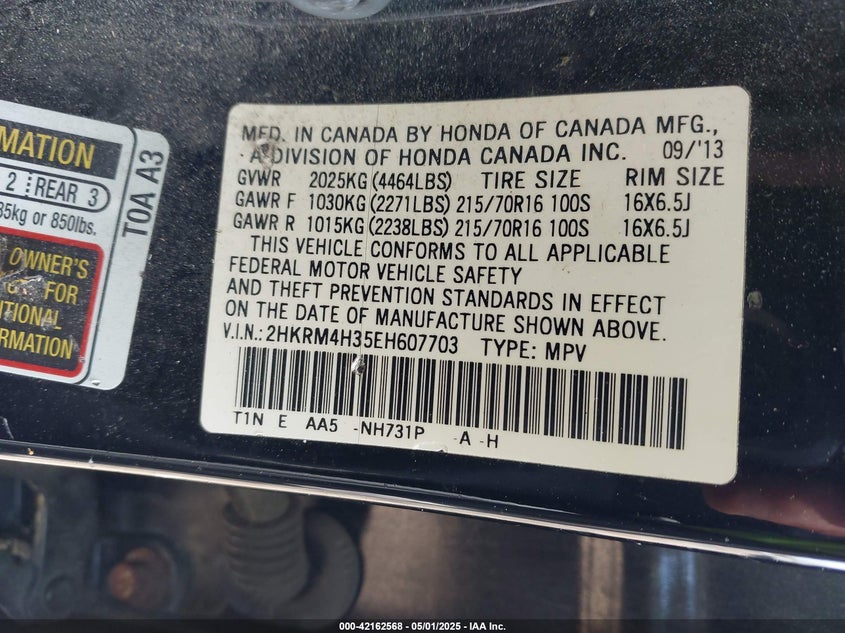 MATION
2 REAR 3
85kg or 850lbs.
OWNER'S
FOR
RMATION
T0A A3
MFD. IN CANADA BY HONDA OF CANADA MFG.,
A DIVISION OF HONDA CANADA INC. 09/'13
GVWR 2025KG (4464LBS) TIRE SIZE RIM SIZE
GAWR F 1030KG (2271LBS) 215/70R16 100S 16X6.5J
GAWR R 1015KG (2238LBS) 215/70R16 100S 16X6.5J
THIS VEHICLE CONFORMS TO ALL APPLICABLE
FEDERAL MOTOR VEHICLE SAFETY
AND THEFT PREVENTION STANDARDS IN EFFECT
ON THE DATE OF MANUFACTURE SHOWN ABOVE.
V.I.N.: 2HKRM4H35EH607703 TYPE: MPV
T1N E AA5 -NH731P -A -H
000-42162568 - 05/01/2025 - IAA Inc.